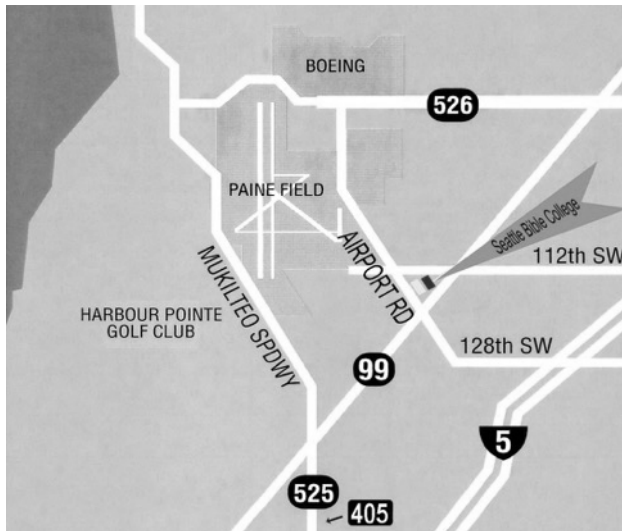 BOEING
526
PAINE FIELD
Seattle Bible College
AIRPORT RD
112th SW
MUKILTEO SPDWY
HARBOUR POINTE
GOLF CLUB
128th SW
99
5
525
405